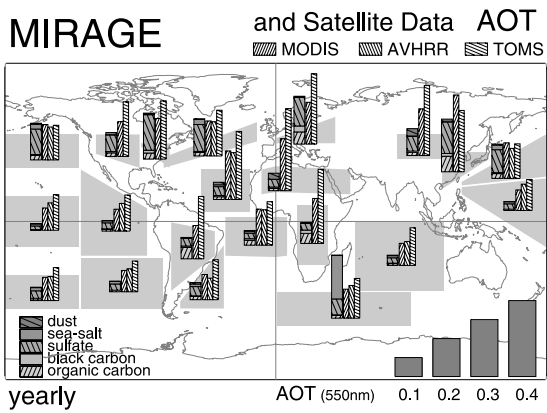 MIRAGE and Satellite Data AOT
MODIS AVHRR TOMS
dust
sea-salt
sulfate
black carbon
organic carbon
yearly AOT (550nm) 0.1 0.2 0.3 0.4